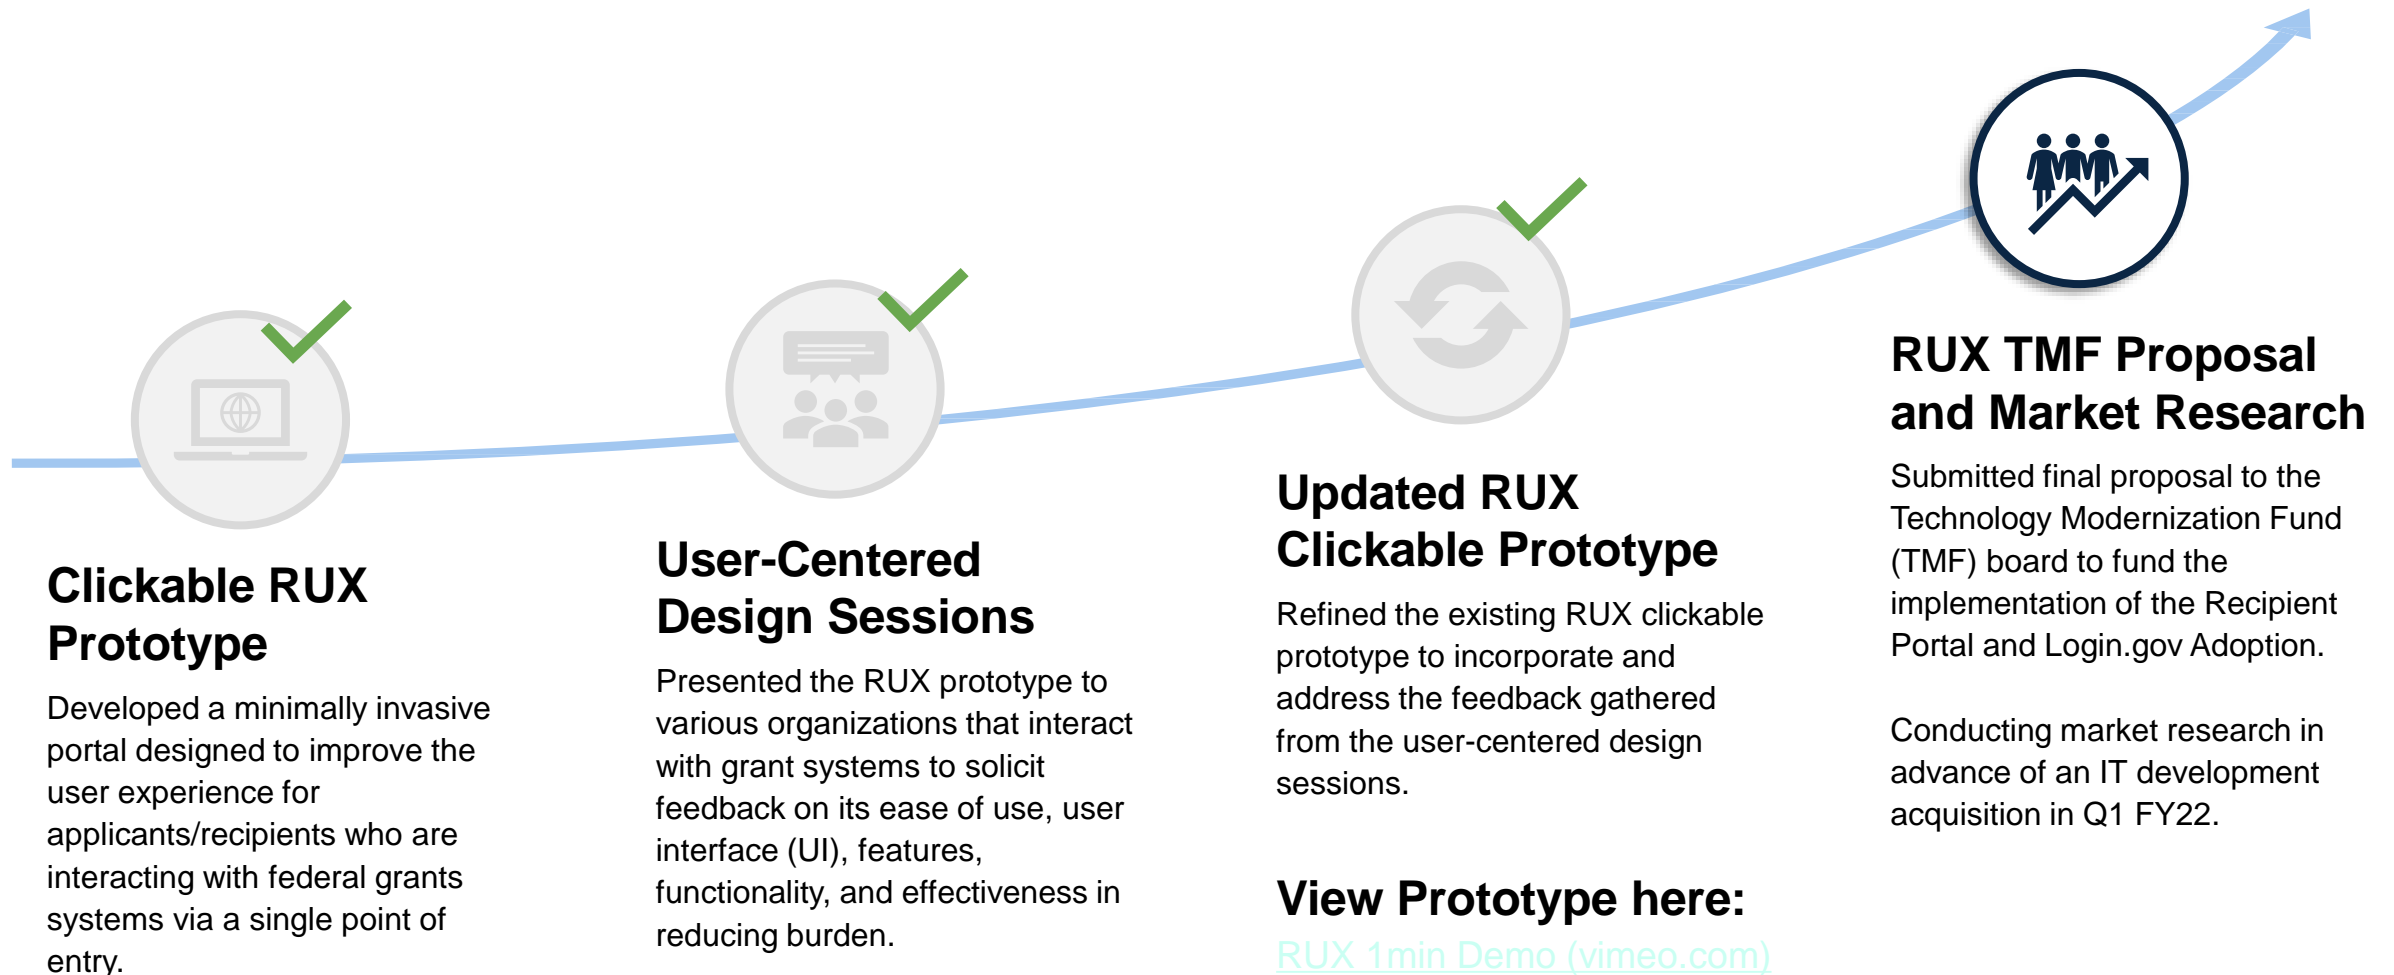 Clickable RUX
Prototype
Developed a minimally invasive
portal designed to improve the
user experience for
applicants/recipients who are
interacting with federal grants
systems via a single point of
entry.
User-Centered
Design Sessions
Presented the RUX prototype to
various organizations that interact
with grant systems to solicit
feedback on its ease of use, user
interface (UI), features,
functionality, and effectiveness in
reducing burden.
Updated RUX
Clickable Prototype
Refined the existing RUX clickable
prototype to incorporate and
address the feedback gathered
from the user-centered design
sessions.
View Prototype here:
RUX 1min Demo (vimeo.com)
RUX TMF Proposal
and Market Research
Submitted final proposal to the
Technology Modernization Fund
(TMF) board to fund the
implementation of the Recipient
Portal and Login.gov Adoption.
Conducting market research in
advance of an IT development
acquisition in Q1 FY22.